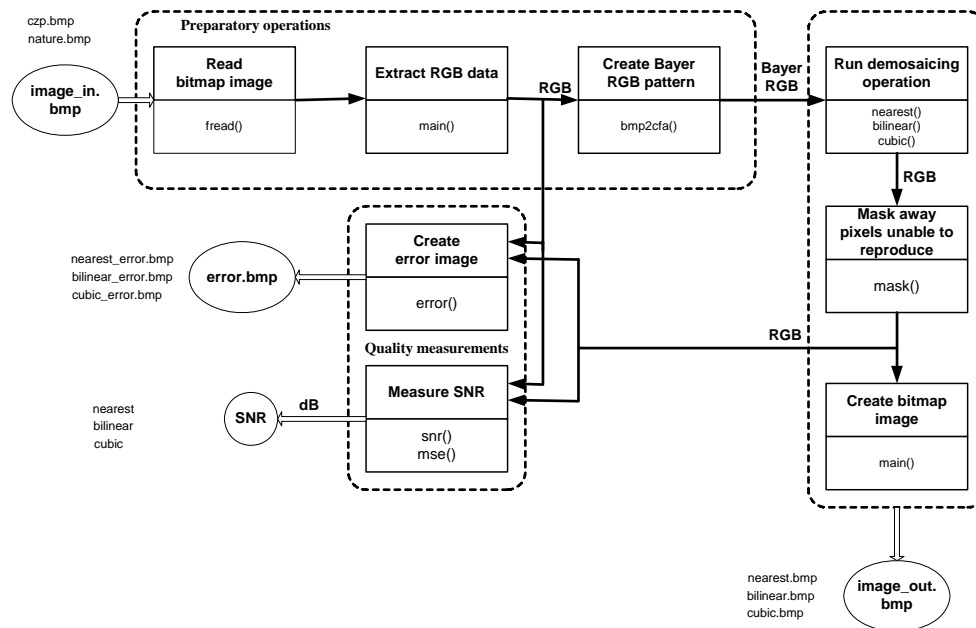 czp.bmp
nature.bmp
image_in.
bmp
Preparatory operations
Read
bitmap image
fread()
Extract RGB data
main()
RGB
Create Bayer
RGB pattern
bmp2cfa()
Bayer
RGB
Run demosaicing
operation
nearest()
bilinear()
cubic()
RGB
Mask away
pixels unable to
reproduce
mask()
nearest_error.bmp
bilinear_error.bmp
cubic_error.bmp
error.bmp
Create
error image
error()
Quality measurements
RGB
nearest
bilinear
cubic
SNR
dB
Measure SNR
snr()
mse()
Create bitmap
image
main()
nearest.bmp
bilinear.bmp
cubic.bmp
image_out.
bmp